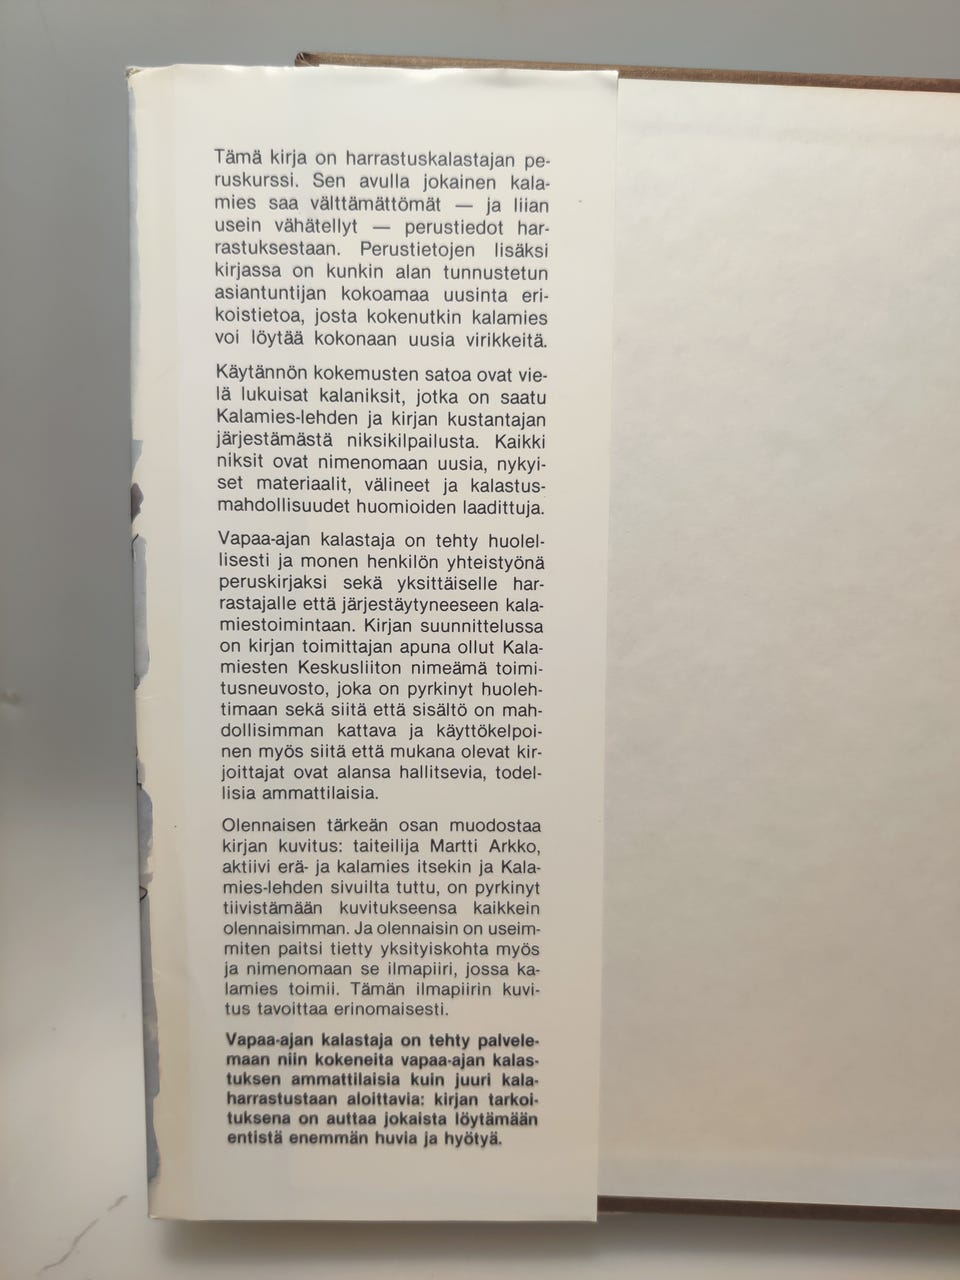 Tämä kirja on harrastuskalastajan pe-
ruskurssi. Sen avulla jokainen kala-
mies saa välttämättömät — ja liian
usein vähätellyt — perustiedot har-
rastuksestaan. Perustietojen lisäksi
kirjassa on kunkin alan tunnustetun
asiantuntijan kokoamaa uusinta eri-
koistietoa, josta kokenutkin kalamies
voi löytää kokonaan uusia virikkeitä.
Käytännön kokemusten satoa ovat vie-
lä lukuisat kalaniksit, jotka on saatu
Kalamies-lehden ja kirjan kustantajan
järjestämästä niksikilpailusta. Kaikki
niksit ovat nimenomaan uusia, nykyi-
set materiaalit, välineet ja kalastus-
mahdollisuudet huomioiden laadittuja.
Vapaa-ajan kalastaja on tehty huolel-
lisesti ja monen henkilön yhteistyönä
peruskirjaksi sekä yksittäiselle har-
rastajalle että järjestäytyneeseen kala-
miestoimintaan. Kirjan suunnittelussa
on kirjan toimittajan apuna ollut Kala-
miesten Keskusliiton nimeämä toimi-
tusneuvosto, joka on pyrkinyt huoleh-
timaan sekä siitä että sisältö on mah-
dollisimman kattava ja käyttökelpoi-
nen myös siitä että mukana olevat kir-
joittajat ovat alansa hallitsevia, todel-
lisia ammattilaisia.
Olennaisen tärkeän osan muodostaa
kirjan kuvitus: taiteilija Martti Arkko,
aktiivi erä- ja kalamies itsekin ja Kala-
mies-lehden sivuilta tuttu, on pyrkinyt
tiivistämään kuvitukseensa kaikkein
olennaisimman. Ja olennaisin on useim-
miten paitsi tietty yksityiskohta myös
ja nimenomaan se ilmapiiri, jossa ka-
lamies toimii. Tämän ilmapiirin kuvi-
tus tavoittaa erinomaisesti.
Vapaa-ajan kalastaja on tehty palvele-
maan niin kokeneita vapaa-ajan kalas-
tuksen ammattilaisia kuin juuri kala-
harrastustaan aloittavia: kirjan tarkoi-
tuksena on auttaa jokaista löytämään
entistä enemmän huvia ja hyötyä.